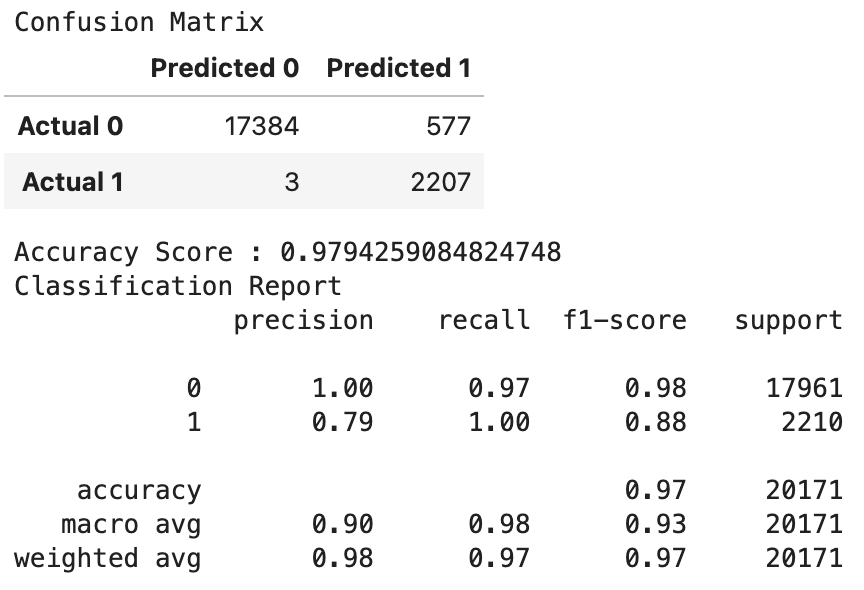 Confusion Matrix
Predicted 0 Predicted 1
Actual 0 17384 577
Actual 1 3 2207
Accuracy Score : 0.9794259084824748
Classification Report
precision recall f1-score support
0 1.00 0.97 0.98 17961
1 0.79 1.00 0.88 2210
accuracy 0.97 20171
macro avg 0.90 0.98 0.93 20171
weighted avg 0.98 0.97 0.97 20171